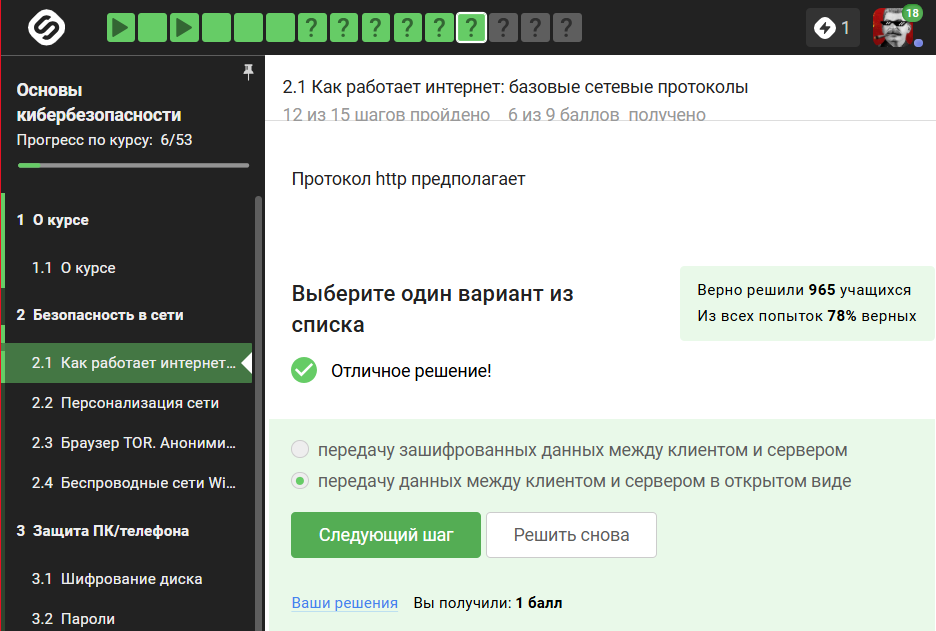 ? ? ? ? ? ? ? ? ?
1
18
Основы
кибербезопасности
Прогресс по курсу: 6/53
1 О курсе
1.1 О курсе
2 Безопасность в сети
2.1 Как работает интернет...
2.2 Персонализация сети
2.3 Браузер TOR. Аноними...
2.4 Беспроводные сети Wi...
3 Защита ПК/телефона
3.1 Шифрование диска
3.2 Пароли
2.1 Как работает интернет: базовые сетевые протоколы
12 из 15 шагов пройдено 6 из 9 баллов получено
Протокол http предполагает
Выберите один вариант из
списка
Верно решили 965 учащихся
Из всех попыток 78% верных
Отличное решение!
передачу зашифрованных данных между клиентом и сервером
передачу данных между клиентом и сервером в открытом виде
Следующий шаг
Решить снова
Ваши решения Вы получили: 1 балл